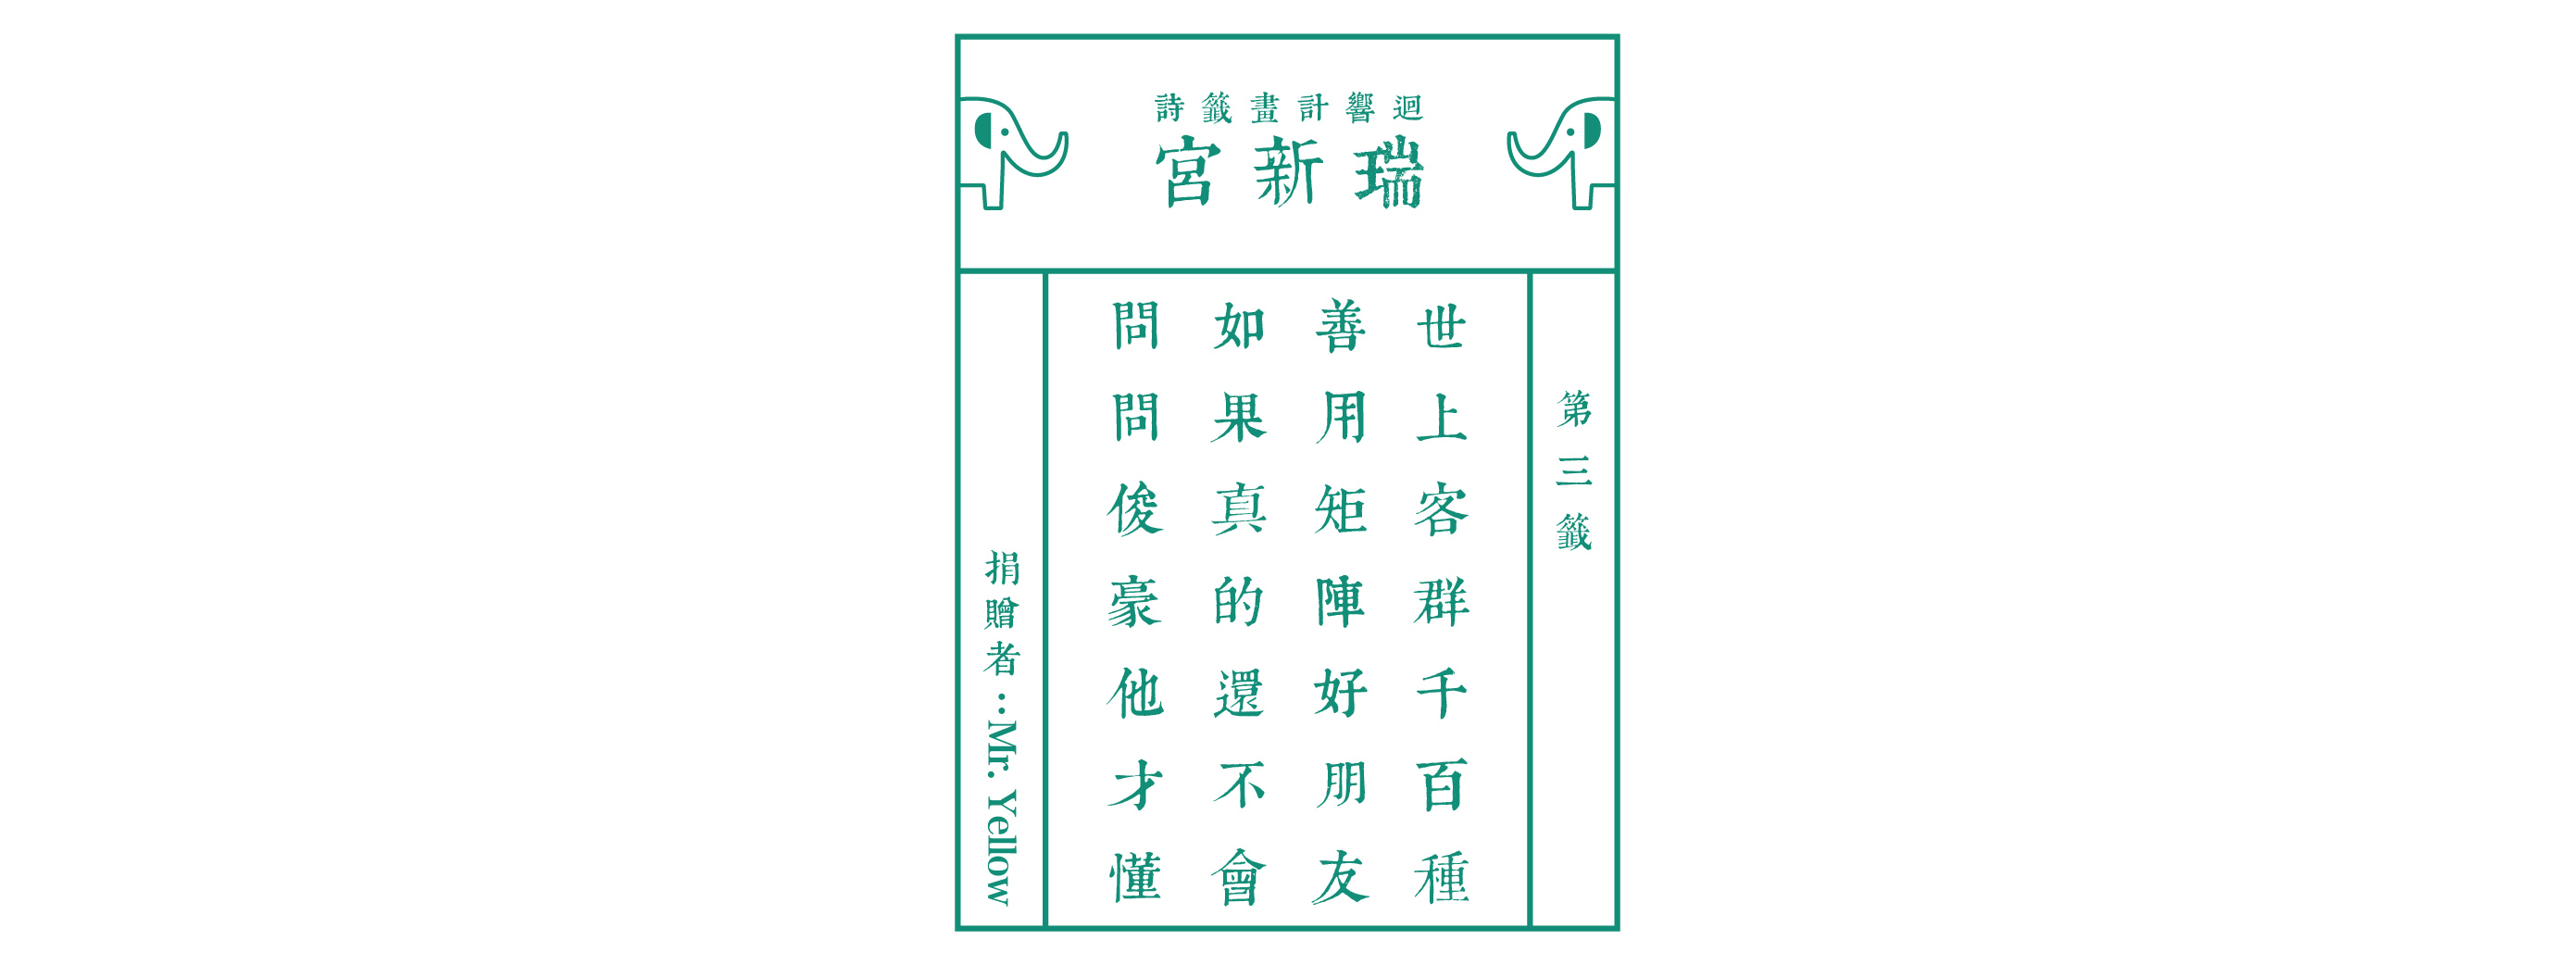 迴響計畫籤詩
瑞新宮
第三籤
世上客群千百種
善用矩陣好朋友
如果真的還不會
問問俊豪他才懂
捐贈者：Mr. Yellow